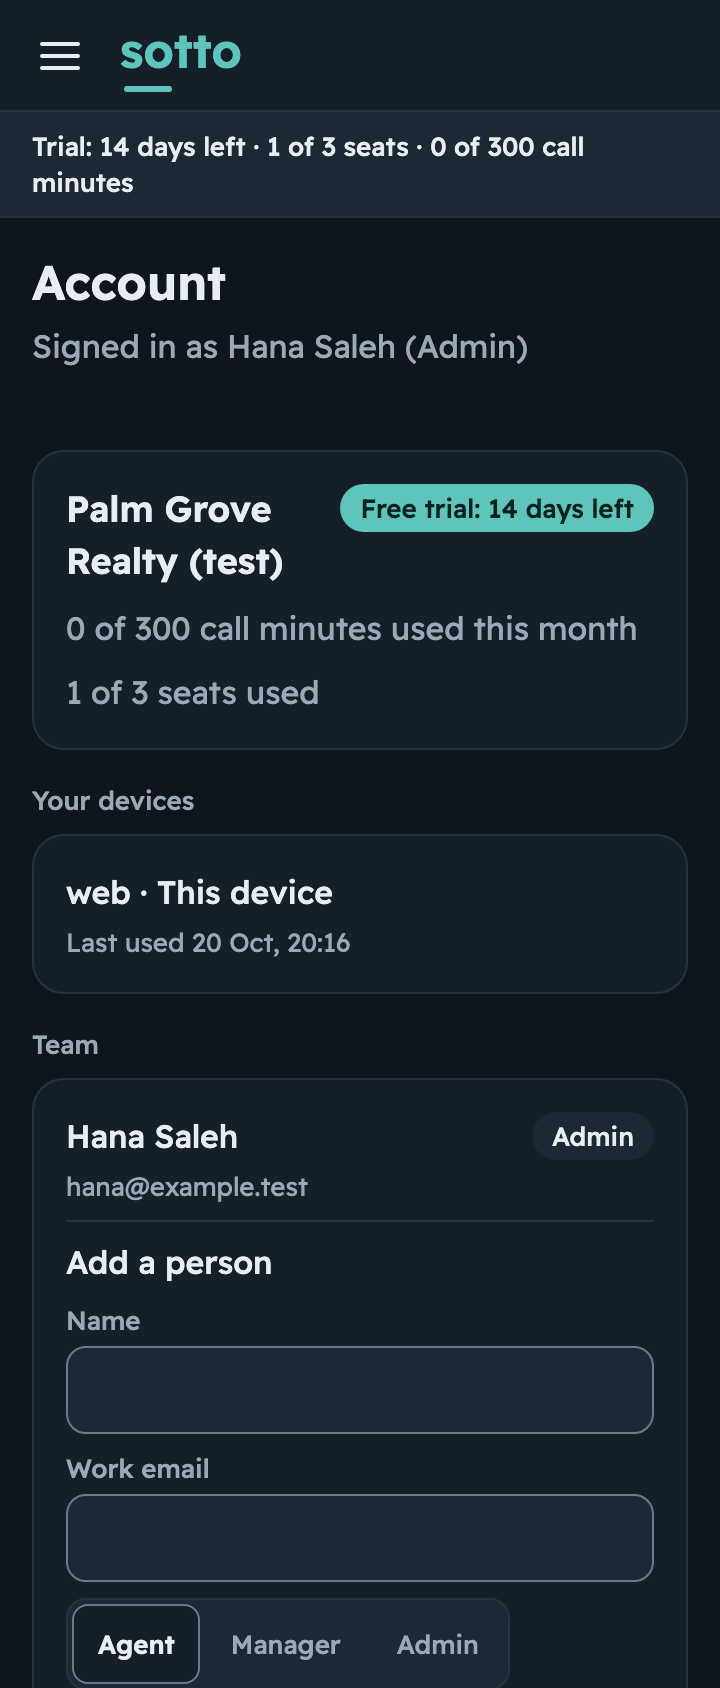 sotto
Trial: 14 days left · 1 of 3 seats · 0 of 300 call
minutes
Account
Signed in as Hana Saleh (Admin)
Palm Grove
Realty (test)
Free trial: 14 days left
0 of 300 call minutes used this month
1 of 3 seats used
Your devices
web · This device
Last used 20 Oct, 20:16
Team
Hana Saleh
Admin
hana@example.test
Add a person
Name
Work email
Agent
Manager
Admin